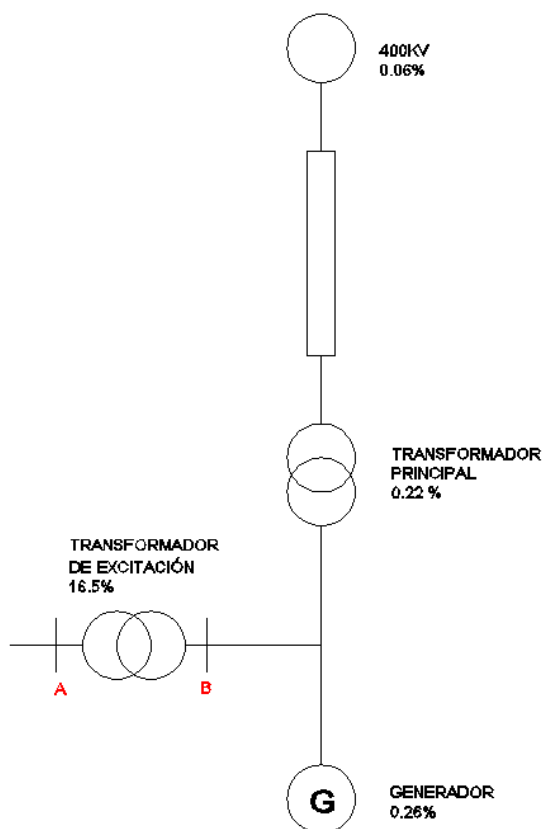 400KV
0.06%
TRANSFORMADOR
PRINCIPAL
0.22 %
TRANSFORMADOR
DE EXCITACIÓN
16.5%
A
B
G
GENERADOR
0.26%